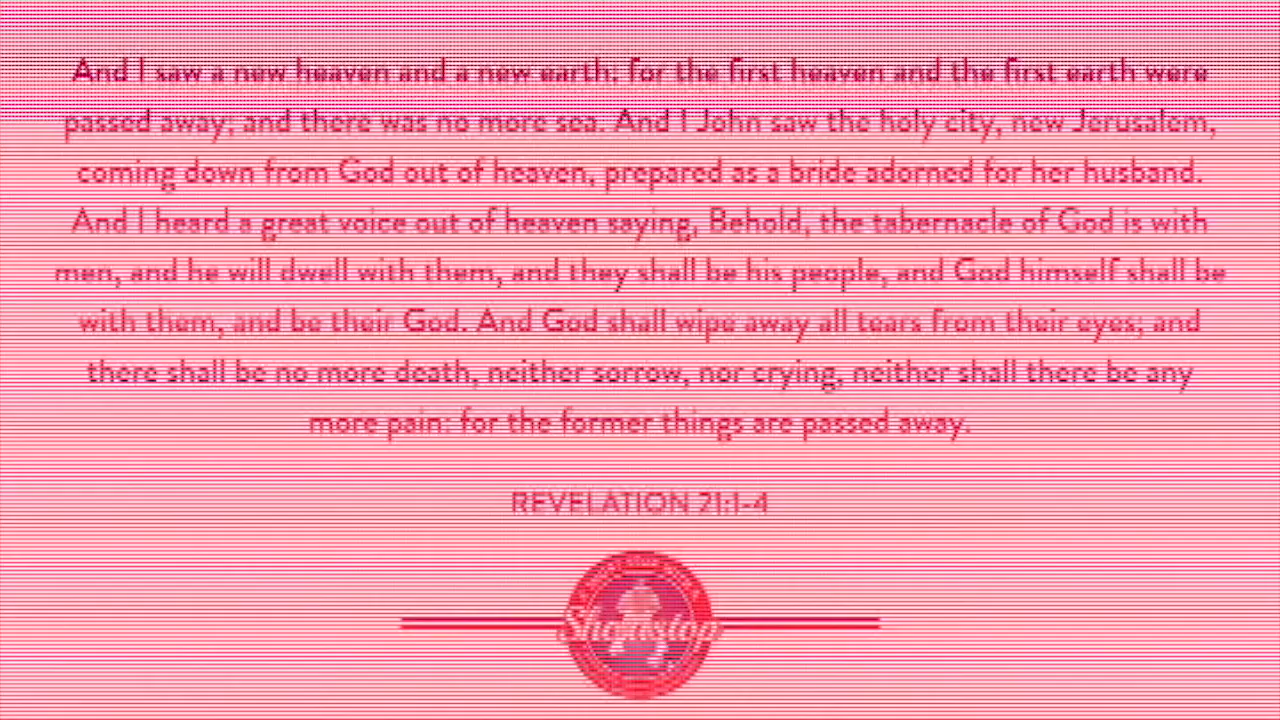 And I saw a new heaven and a new earth: for the first heaven and the first earth were
passed away; and there was no more sea. And I John saw the holy city, new Jerusalem,
coming down from God out of heaven, prepared as a bride adorned for her husband.
And I heard a great voice out of heaven saying, Behold, the tabernacle of God is with
men, and he will dwell with them, and they shall be his people, and God himself shall be
with them, and be their God. And God shall wipe away all tears from their eyes; and
there shall be no more death, neither sorrow, nor crying, neither shall there be any
more pain: for the former things are passed away.
REVELATION 21:1-4